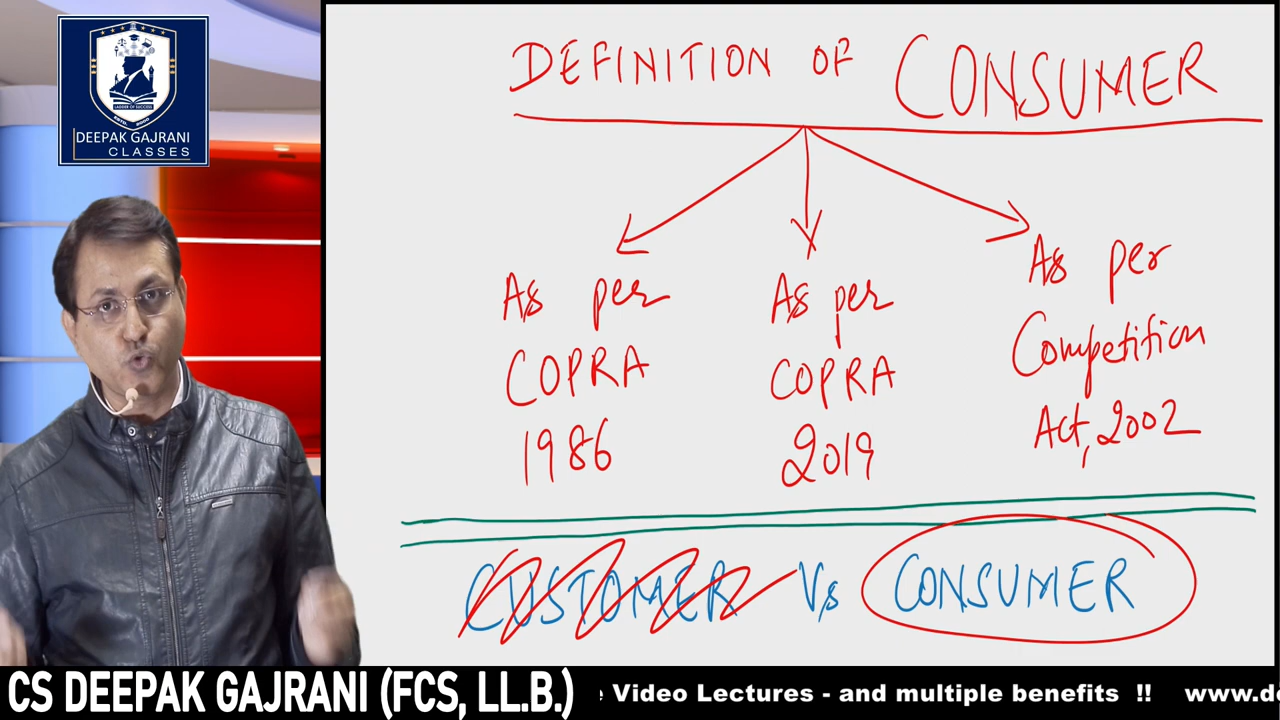 DEEPAK GAJRANI
CLASSES
DEFINITION OF CONSUMER
As per
COPRA
1986
As per
COPRA
2019
As per
Competition
Act, 2002
CUSTOMER Vs CONSUMER
CS DEEPAK GAJRANI (FCS, LL.B.)
Video Lectures - and multiple benefits !! www.d